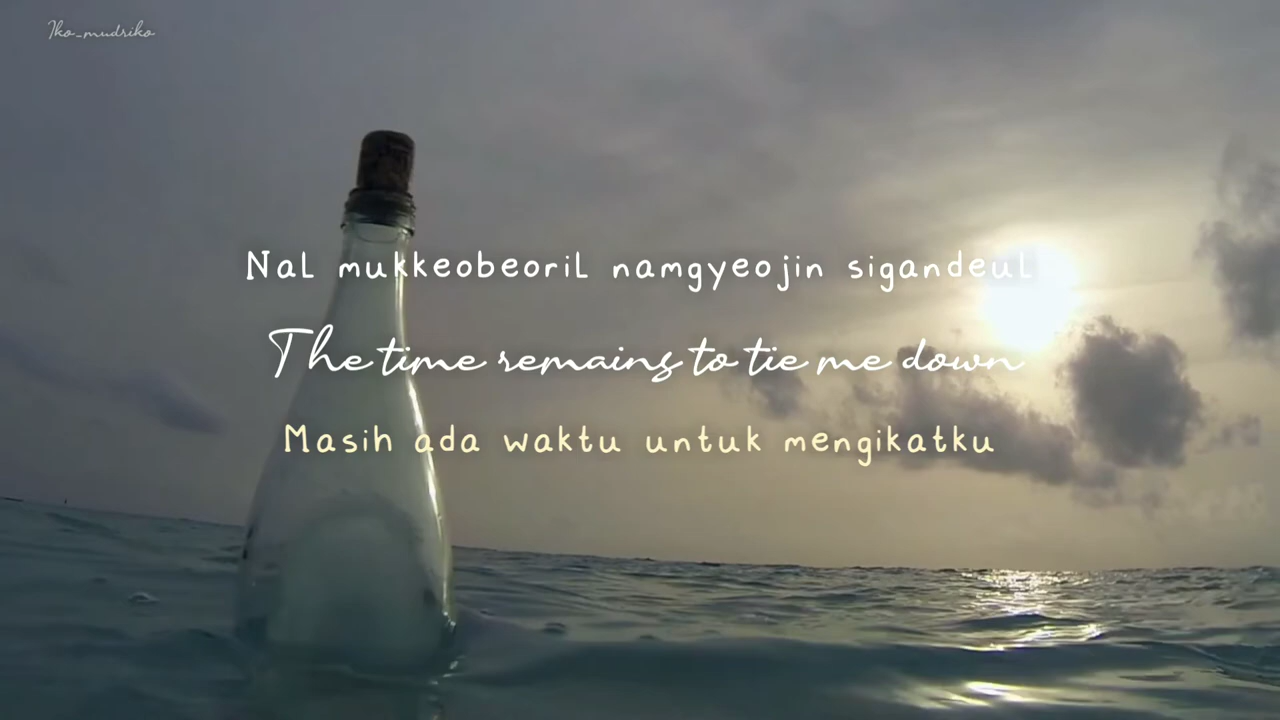 Iko_mudriko
Nal mukkeobeoril namgyeojin sigandeul
The time remains to tie me down
Masih ada waktu untuk mengikatku